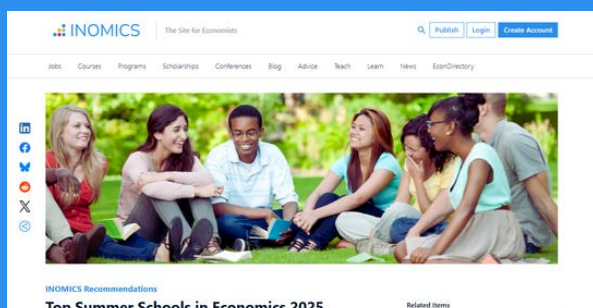 INOMICS
The Site for Economists
Publish
Login
Create Account
Jobs Courses Programs Scholarships Conferences Blog Advice Teach Learn News EconDirectory
INOMICS Recommendations
Related Items
Top Summer Schools in Economics 2025